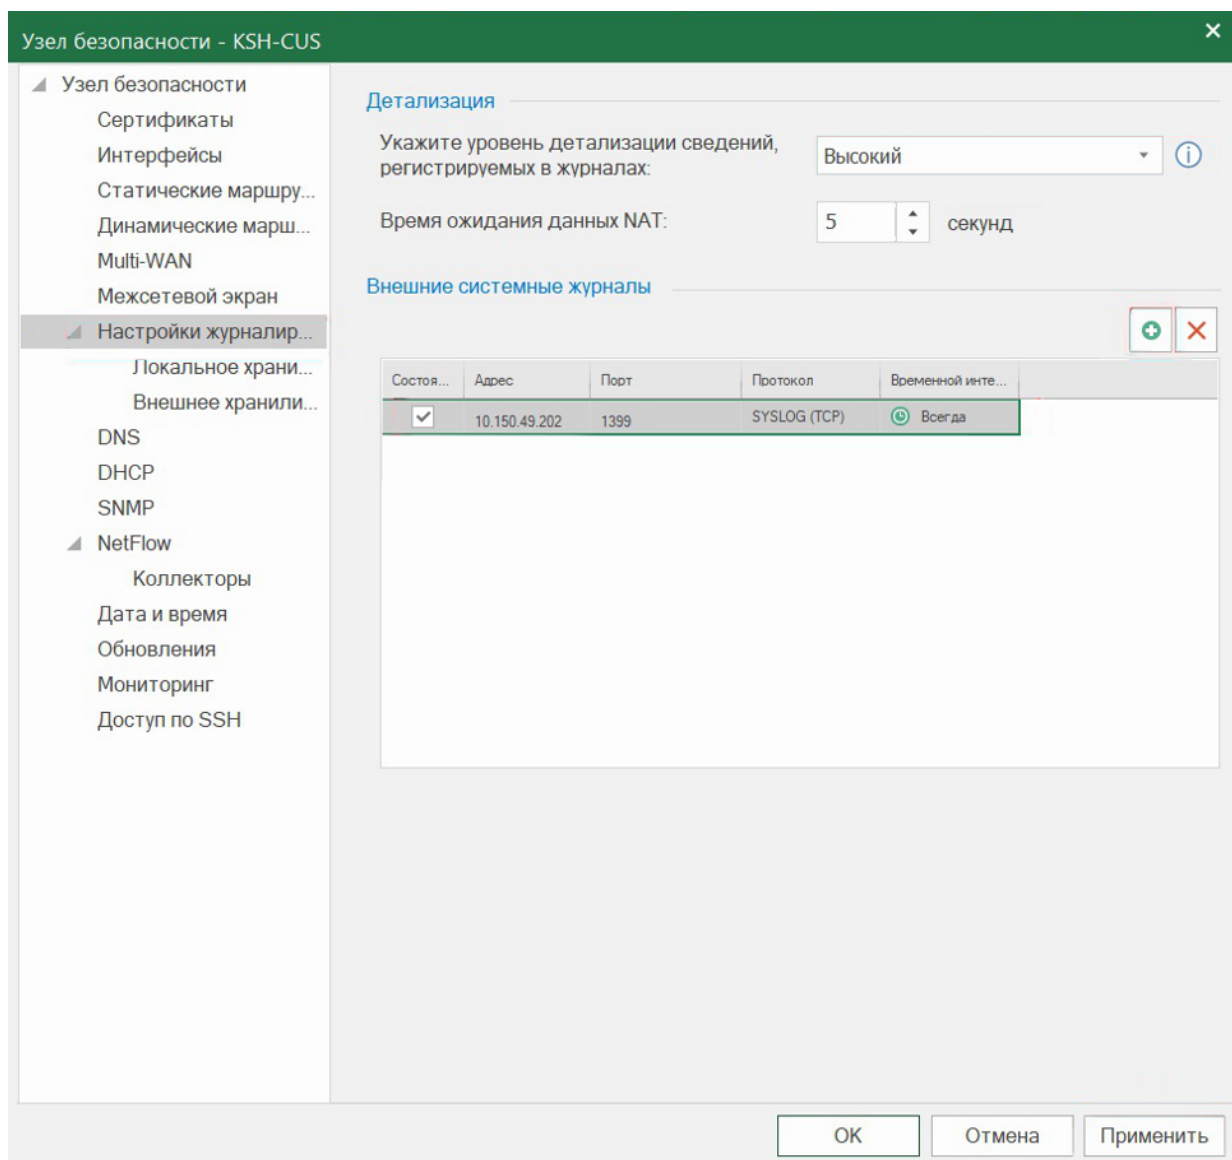 Узел безопасности - KSH-CUS
Узел безопасности
Сертификаты
Интерфейсы
Статические маршру...
Динамические марш...
Multi-WAN
Межсетевой экран
Настройки журналир...
Локальное храни...
Внешнее хранили...
DNS
DHCP
SNMP
NetFlow
Коллекторы
Дата и время
Обновления
Мониторинг
Доступ по SSH
Детализация
Укажите уровень детализации сведений,
регистрируемых в журналах:
Высокий
Время ожидания данных NAT:
5
секунд
Внешние системные журналы
Состоя... Адрес Порт Протокол Временной инте...
10.150.49.202 1399 SYSLOG (TCP) Всегда
OK Отмена Применить